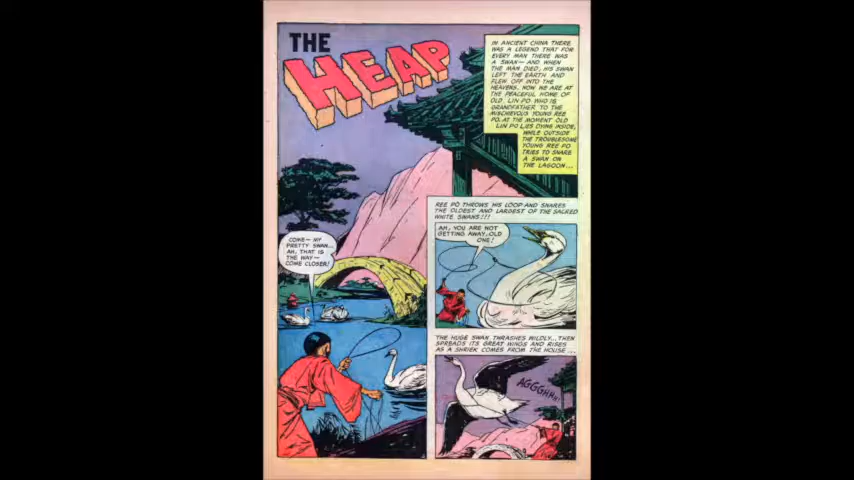 THE
HEAP
IN ANCIENT CHINA THERE
WAS A LEGEND THAT FOR
EVERY MAN THERE WAS
A SWAN— AND WHEN
THE MAN DIED, HIS SWAN
LEFT THE EARTH AND
FLEW OFF INTO THE
HEAVENS. NOW WE ARE AT
THE PEACEFUL HOME OF
OLD LIN PO WHO IS
GRANDFATHER TO THE
MISCHIEVOUS YOUNG REE
PO. AT THE MOMENT OLD
LIN PO LIES DYING INSIDE,
WHILE OUTSIDE
THE TROUBLESOME
YOUNG REE PO
TRIES TO SNARE
A SWAN ON
THE LAGOON...
COME— MY
PRETTY SWAN...
AH, THAT IS
THE WAY—
COME CLOSER!
REE PO THROWS HIS LOOP AND SNARES
THE OLDEST AND LARGEST OF THE SACRED
WHITE SWANS!!!
AH, YOU ARE NOT
GETTING AWAY, OLD
ONE!
THE HUGE SWAN THRASHES WILDLY... THEN
SPREADS ITS GREAT WINGS AND RISES
AS A SHRIEK COMES FROM THE HOUSE...
AGGGHH!!